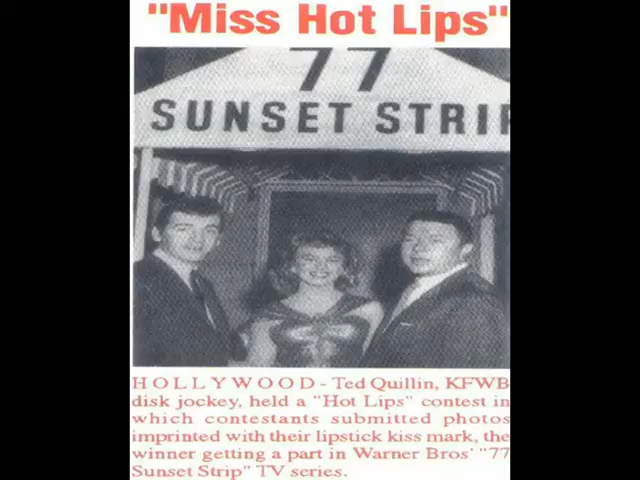 "Miss Hot Lips"
77
SUNSET STRIP
HOLLYWOOD - Ted Quillin, KFWB
disk jockey, held a "Hot Lips" contest in
which contestants submitted photos
imprinted with their lipstick kiss mark, the
winner getting a part in Warner Bros' "77
Sunset Strip" TV series.